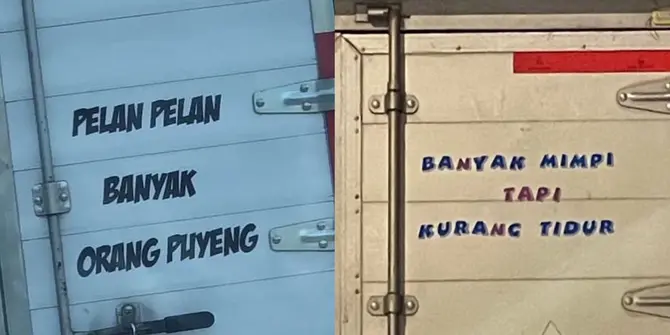 PELAN PELAN
BANYAK
ORANG PUYENG
BANYAK MIMPI
TAPI
KURANG TIDUR